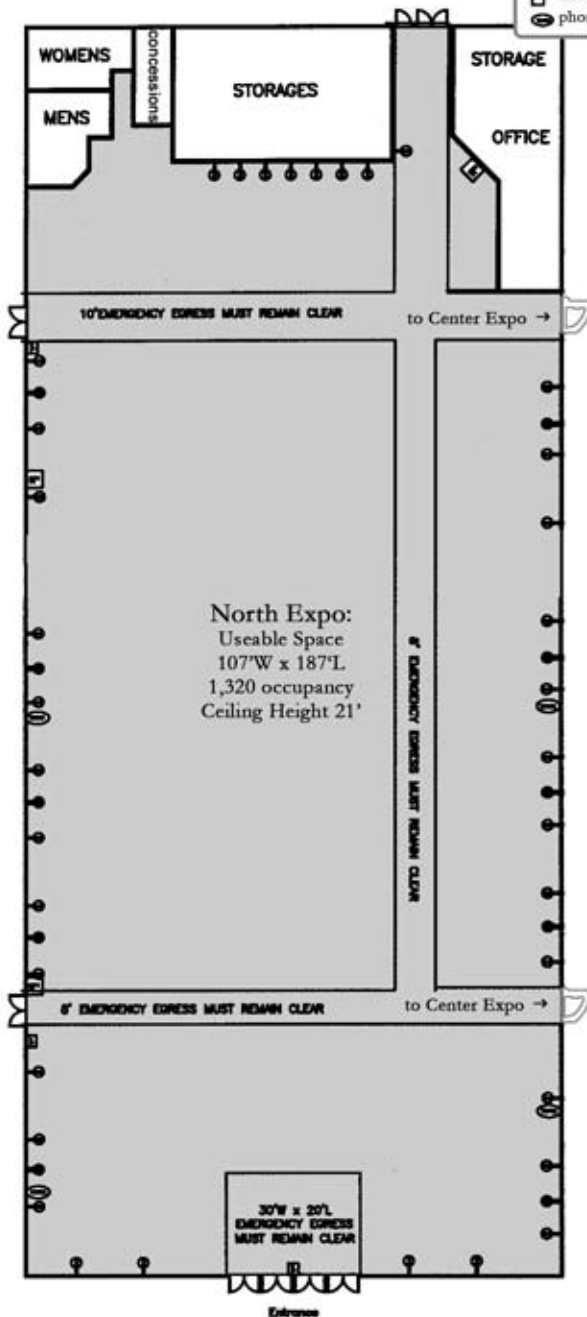 phon
WOMENS
concessions
STORAGES
STORAGE
MENS
OFFICE
10'EMERGENCY EGRESS MUST REMAIN CLEAR
to Center Expo →
North Expo:
Useable Space
107'W x 187'L
1,320 occupancy
Ceiling Height 21'
8' EMERGENCY EGRESS MUST REMAIN CLEAR
8' EMERGENCY EGRESS MUST REMAIN CLEAR
to Center Expo →
30'W x 20'L
EMERGENCY EGRESS
MUST REMAIN CLEAR
Entrance